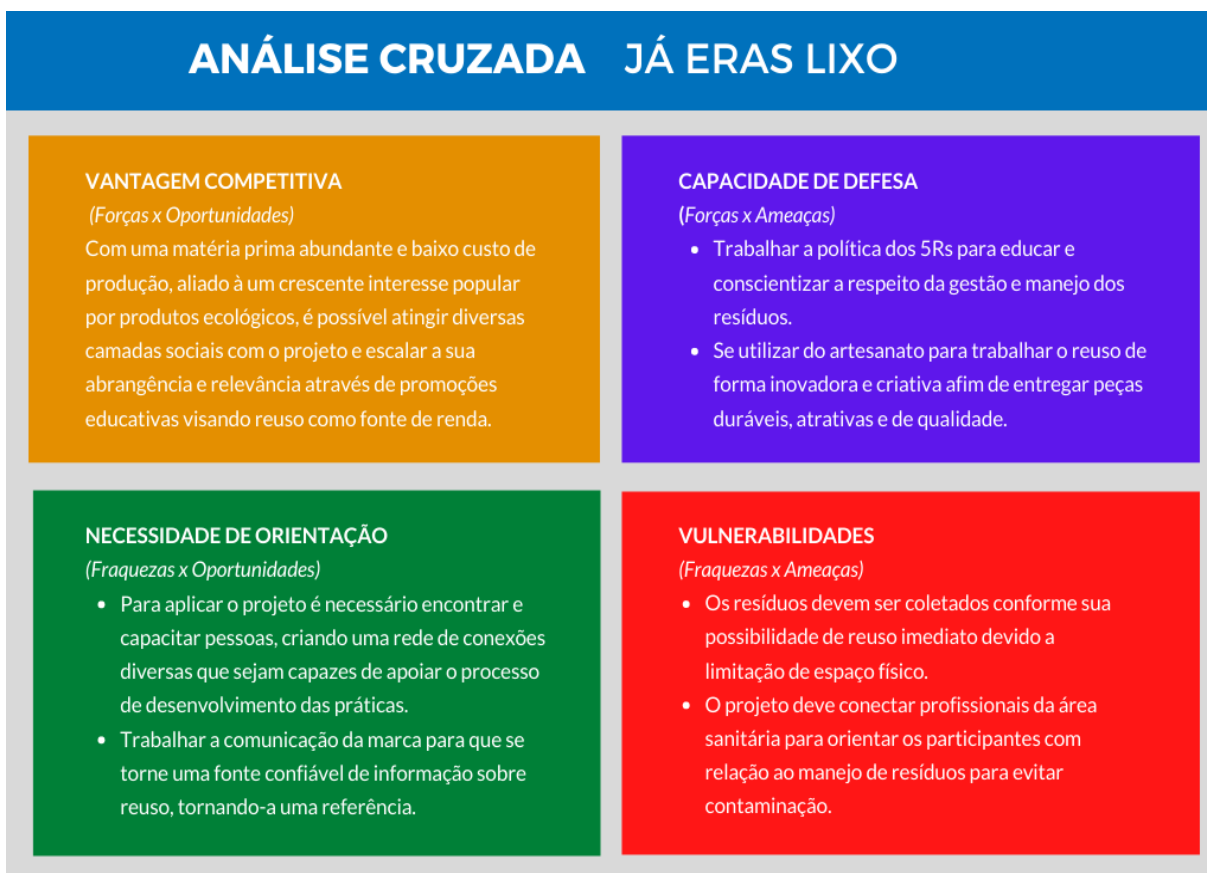 ANÁLISE CRUZADA JÁ ERAS LIXO
VANTAGEM COMPETITIVA
(Forças x Oportunidades)
Com uma matéria prima abundante e baixo custo de
produção, aliado à um crescente interesse popular
por produtos ecológicos, é possível atingir diversas
camadas sociais com o projeto e escalar a sua
abrangência e relevância através de promoções
educativas visando reuso como fonte de renda.
CAPACIDADE DE DEFESA
(Forças x Ameaças)
• Trabalhar a política dos 5Rs para educar e
conscientizar a respeito da gestão e manejo dos
resíduos.
• Se utilizar do artesanato para trabalhar o reuso de
forma inovadora e criativa afim de entregar peças
duráveis, atrativas e de qualidade.
NECESSIDADE DE ORIENTAÇÃO
(Fraquezas x Oportunidades)
• Para aplicar o projeto é necessário encontrar e
capacitar pessoas, criando uma rede de conexões
diversas que sejam capazes de apoiar o processo
de desenvolvimento das práticas.
• Trabalhar a comunicação da marca para que se
torne uma fonte confiável de informação sobre
reuso, tornando-a uma referência.
VULNERABILIDADES
(Fraquezas x Ameaças)
• Os resíduos devem ser coletados conforme sua
possibilidade de reuso imediato devido a
limitação de espaço físico.
• O projeto deve conectar profissionais da área
sanitária para orientar os participantes com
relação ao manejo de resíduos para evitar
contaminação.